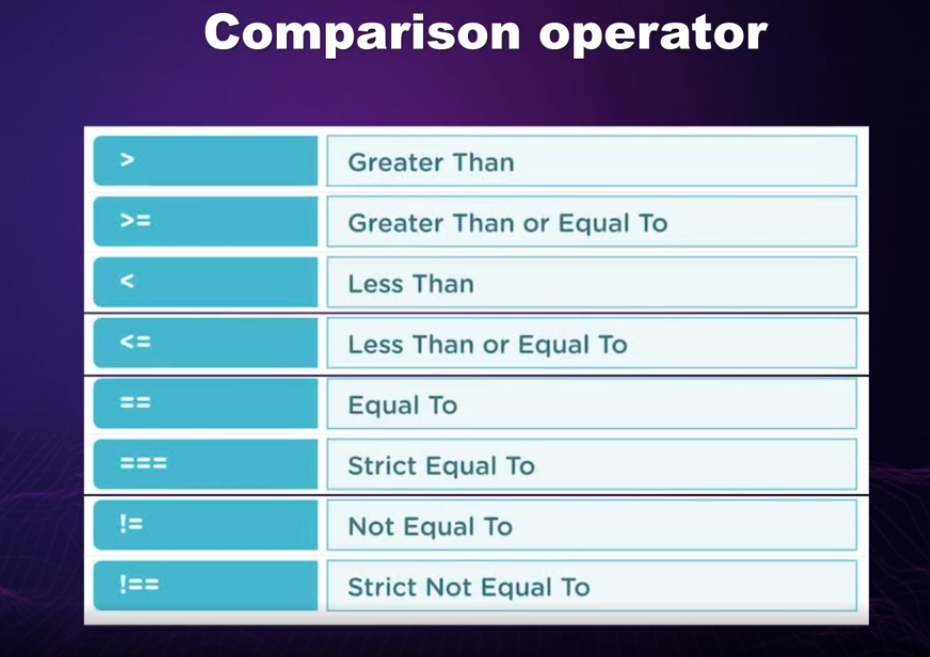 Comparison operator
> Greater Than
>= Greater Than or Equal To
< Less Than
<= Less Than or Equal To
== Equal To
=== Strict Equal To
!= Not Equal To
!== Strict Not Equal To